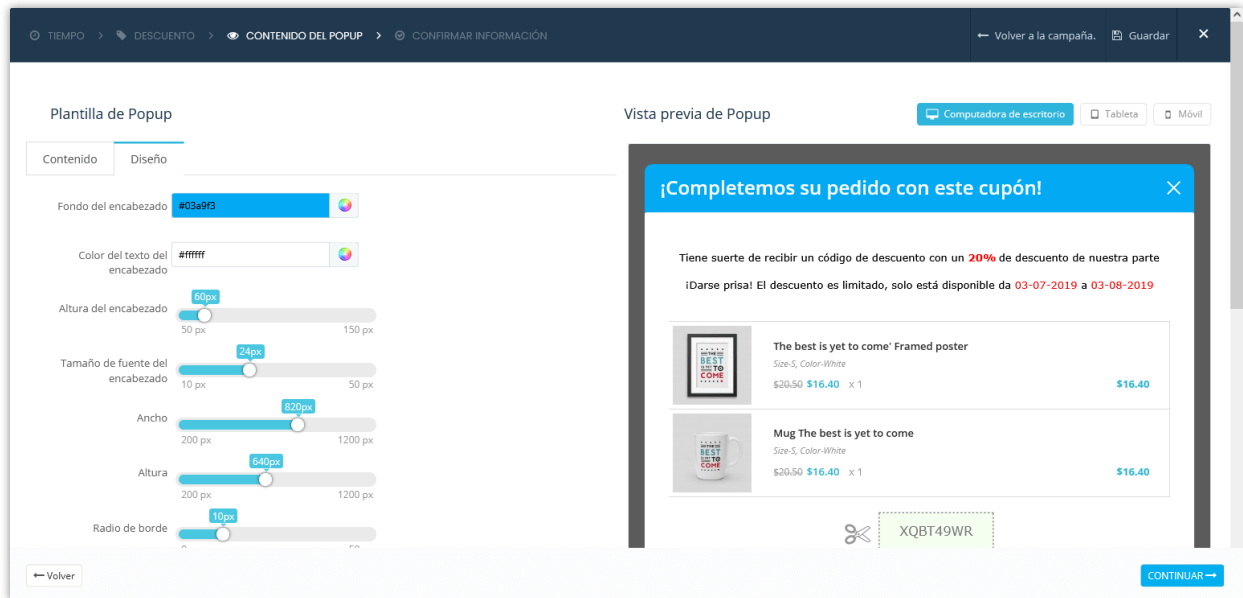 TIEMPO > DESCUENTO > CONTENIDO DEL POPUP > CONFIRMAR INFORMACIÓN
← Volver a la campaña. Guardar ×
Plantilla de Popup
Contenido Diseño
Fondo del encabezado #03a9f3
Color del texto del
encabezado
#ffffff
60px
Altura del encabezado
50 px 150 px
24px
Tamaño de fuente del
encabezado
10 px 50 px
820px
Ancho
200 px 1200 px
640px
Altura
200 px 1200 px
10px
Radio de borde
Vista previa de Popup
Computadora de escritorio Tableta Móvil
¡Completemos su pedido con este cupón!
Tiene suerte de recibir un código de descuento con un 20% de descuento de nuestra parte
¡Darse prisa! El descuento es limitado, solo está disponible da 03-07-2019 a 03-08-2019
BEST
TO
COME
The best is yet to come' Framed poster
Size-S, Color-White
$20.50 $16.40 x 1 $16.40
BEST
TO
COME
Mug The best is yet to come
Size-S, Color-White
$20.50 $16.40 x 1 $16.40
XQBT49WR
← Volver
CONTINUAR →